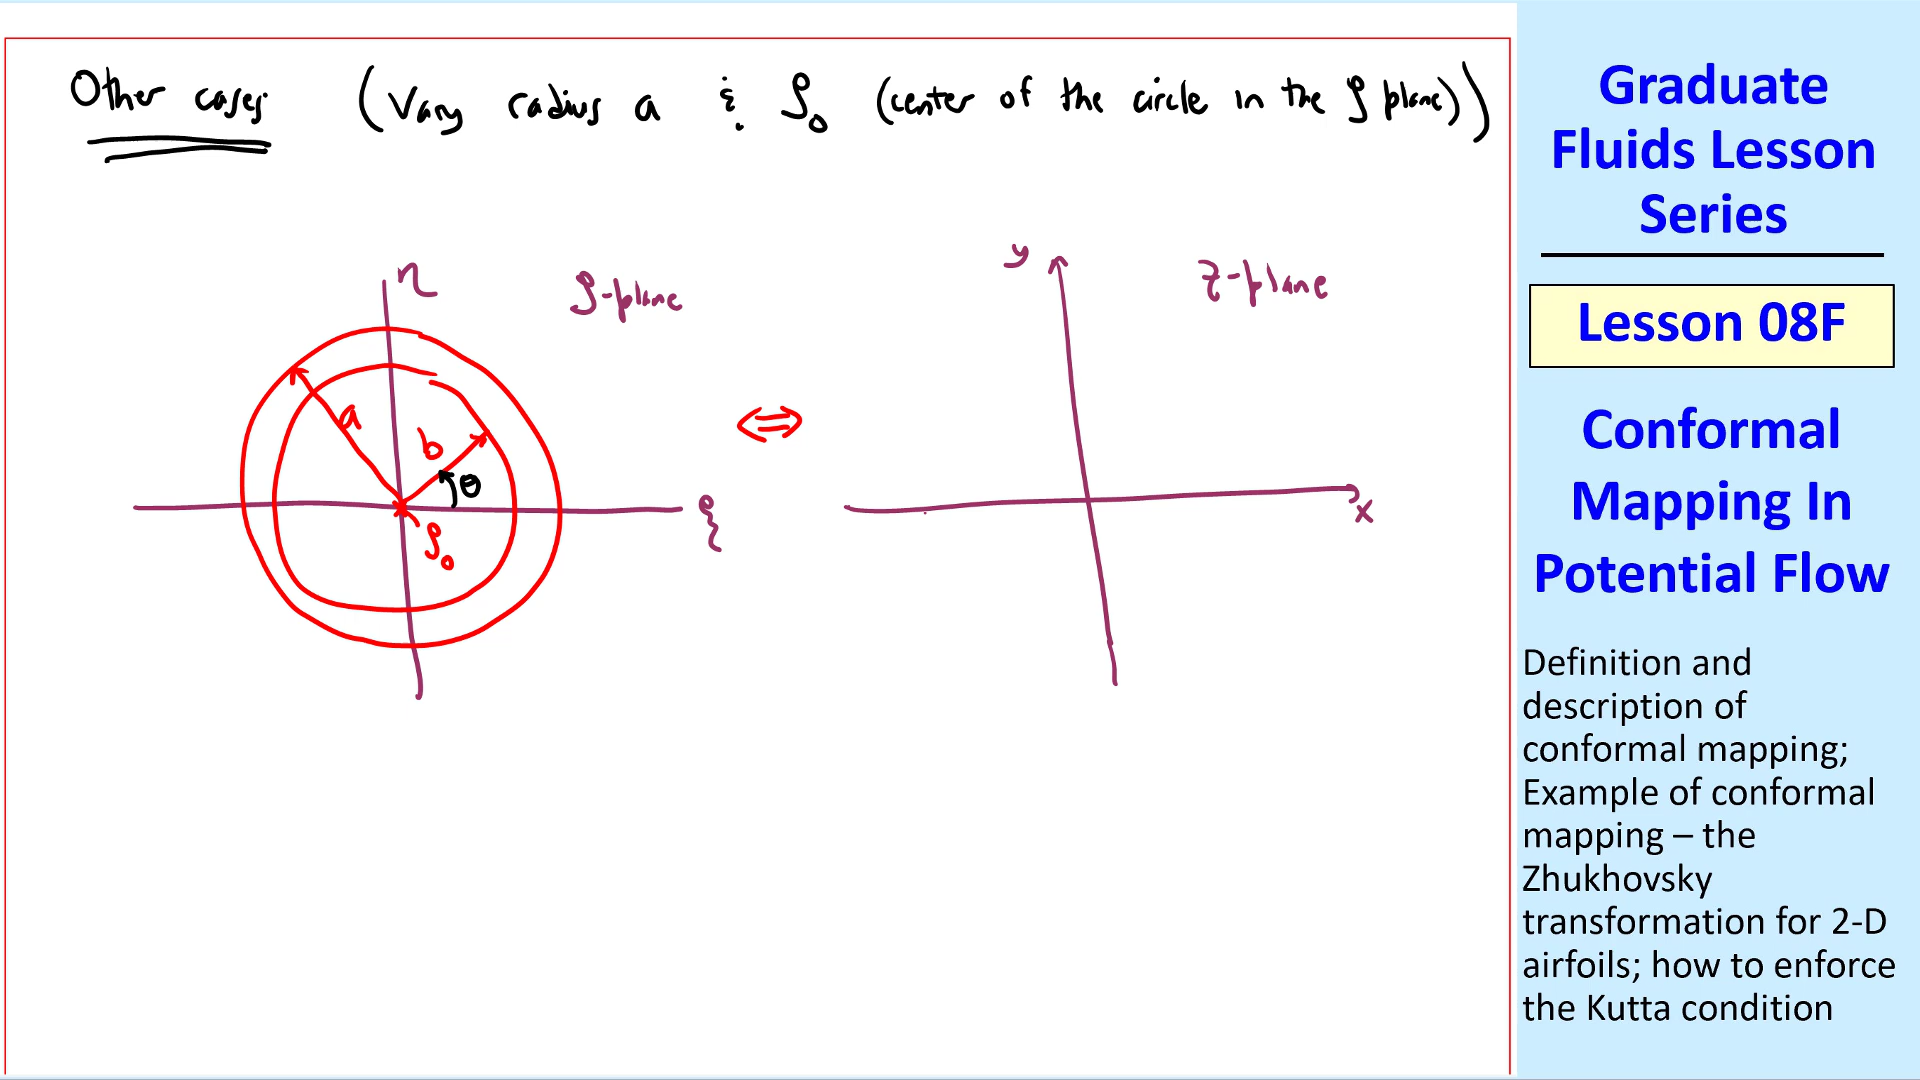 Other cases (Vary radius a & ζ₀ (center of the circle in the ζ plane))
η
ζ-plane
y
z-plane
a
b
θ
ζ₀
ξ
x
Graduate
Fluids Lesson
Series
Lesson 08F
Conformal
Mapping In
Potential Flow
Definition and
description of
conformal mapping;
Example of conformal
mapping – the
Zhukhovsky
transformation for 2-D
airfoils; how to enforce
the Kutta condition